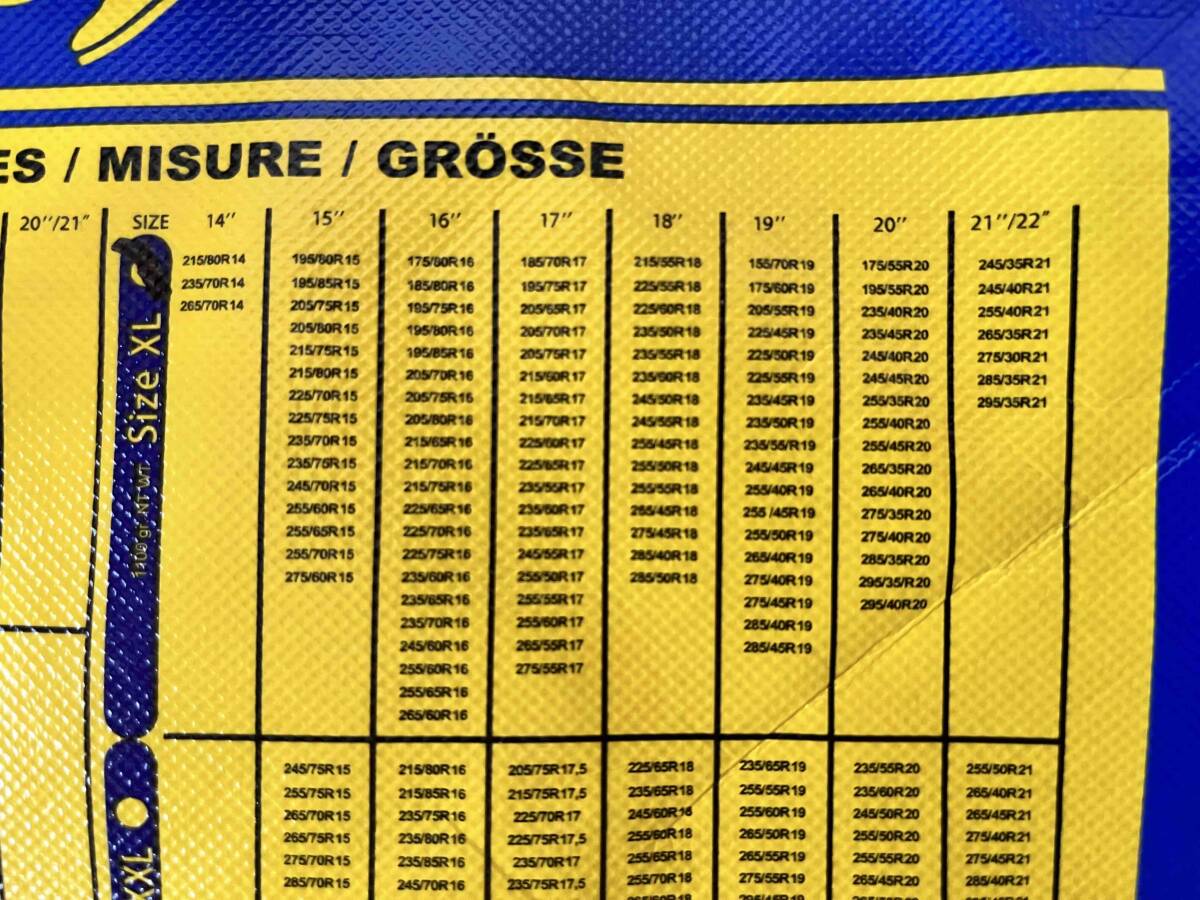 ES / MISURE / GRÖSSE
20''/21" SIZE 14'' 15'' 16'' 17'' 18'' 19'' 20'' 21''/22"
Size XL
1100 gr .NT WT
215/80R14 195/80R15 175/80R16 185/70R17 215/55R18 155/70R19 175/55R20 245/35R21
235/70R14 195/85R15 185/80R16 195/75R17 225/55R18 175/60R19 195/55R20 245/40R21
265/70R14 205/75R15 195/75R16 205/65R17 225/60R18 205/55R19 235/40R20 255/40R21
205/80R15 195/80R16 205/70R17 235/50R18 225/45R19 235/45R20 265/35R21
215/75R15 195/85R16 205/75R17 235/55R18 225/50R19 245/40R20 275/30R21
215/80R15 205/70R16 215/60R17 235/60R18 225/55R19 245/45R20 285/35R21
225/70R15 205/75R16 215/65R17 245/50R18 235/45R19 255/35R20 295/35R21
225/75R15 205/80R16 215/70R17 245/55R18 235/50R19 255/40R20
235/70R15 215/65R16 225/60R17 255/45R18 235/55/R19 255/45R20
235/75R15 215/70R16 225/65R17 255/50R18 245/45R19 265/35R20
245/70R15 215/75R16 235/55R17 255/55R18 255/40R19 265/40R20
255/60R15 225/65R16 235/60R17 265/45R18 255 /45R19 275/35R20
255/65R15 225/70R16 235/65R17 275/45R18 255/50R19 275/40R20
255/70R15 225/75R16 245/55R17 285/40R18 265/40R19 285/35R20
275/60R15 235/60R16 255/50R17 285/50R18 275/40R19 295/35/R20
235/65R16 255/55R17 275/45R19 295/40R20
235/70R16 255/60R17 285/40R19
245/60R16 265/55R17 285/45R19
255/60R16 275/55R17
255/65R16
265/60R16
XXL
245/75R15 215/80R16 205/75R17,5 225/65R18 235/65R19 235/55R20 255/50R21
255/75R15 215/85R16 215/75R17,5 235/65R18 255/55R19 235/60R20 265/40R21
265/70R15 235/75R16 225/70R17 245/60R18 255/60R19 245/50R20 265/45R21
265/75R15 235/80R16 225/75R17,5 255/60R18 265/50R19 255/50R20 275/40R21
275/70R15 235/85R16 235/70R17 255/65R18 265/55R19 255/55R20 275/45R21
285/70R15 245/70R16 235/75R17,5 255/70R18 275/55R19 265/45R20 285/40R21